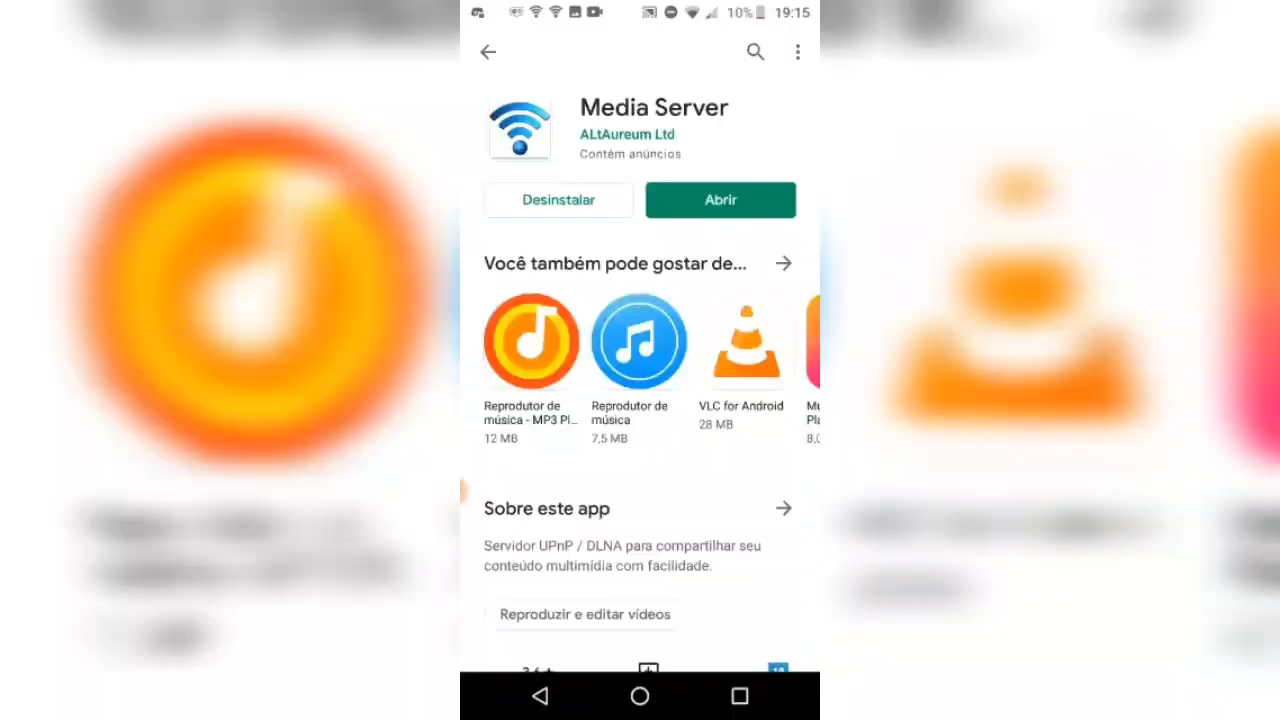 10% 19:15
Media Server
ALtAureum Ltd
Contém anúncios
Desinstalar
Abrir
Você também pode gostar de...
Reprodutor de
música - MP3 Pl...
12 MB
Reprodutor de
música
7,5 MB
VLC for Android
28 MB
Sobre este app
Servidor UPnP / DLNA para compartilhar seu
conteúdo multimídia com facilidade.
Reproduzir e editar vídeos